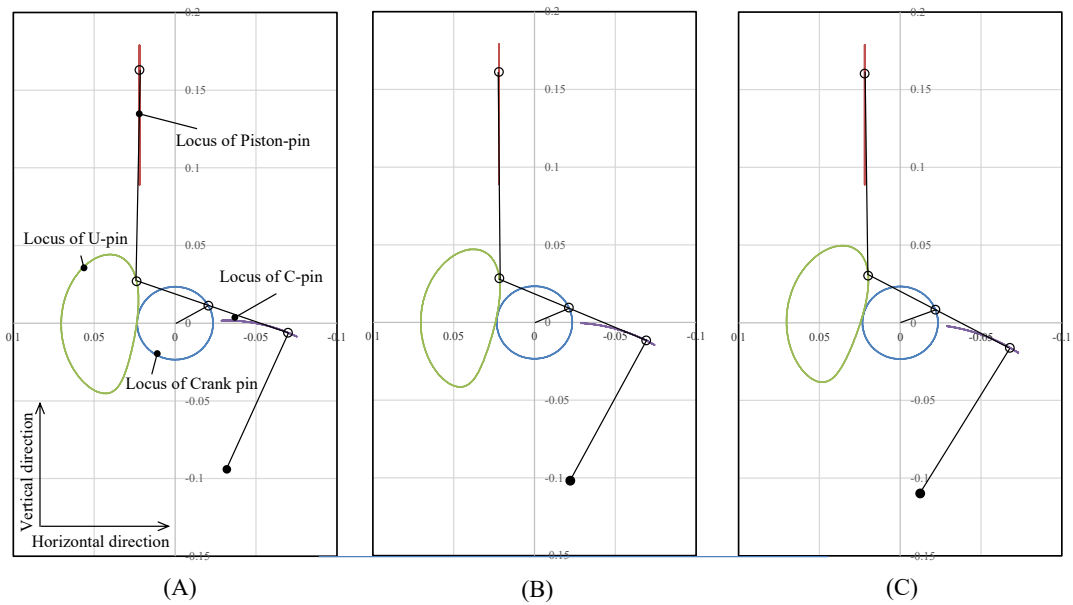 0.2 0.2 0.2
0.15 0.15 0.15
Locus of Piston-pin
0.1 0.1 0.1
Locus of U-pin
0.05 0.05 0.05
Locus of C-pin
0.1 0.05 0 -0.05 -0.1 0.05 0 -0.05 -0.1 0.05 0 -0.05 -0.1
Locus of Crank pin
-0.05 -0.05 -0.05
Vertical direction
-0.1 -0.1 -0.1
Horizontal direction
-0.15 -0.15 -0.15
(A) (B) (C)